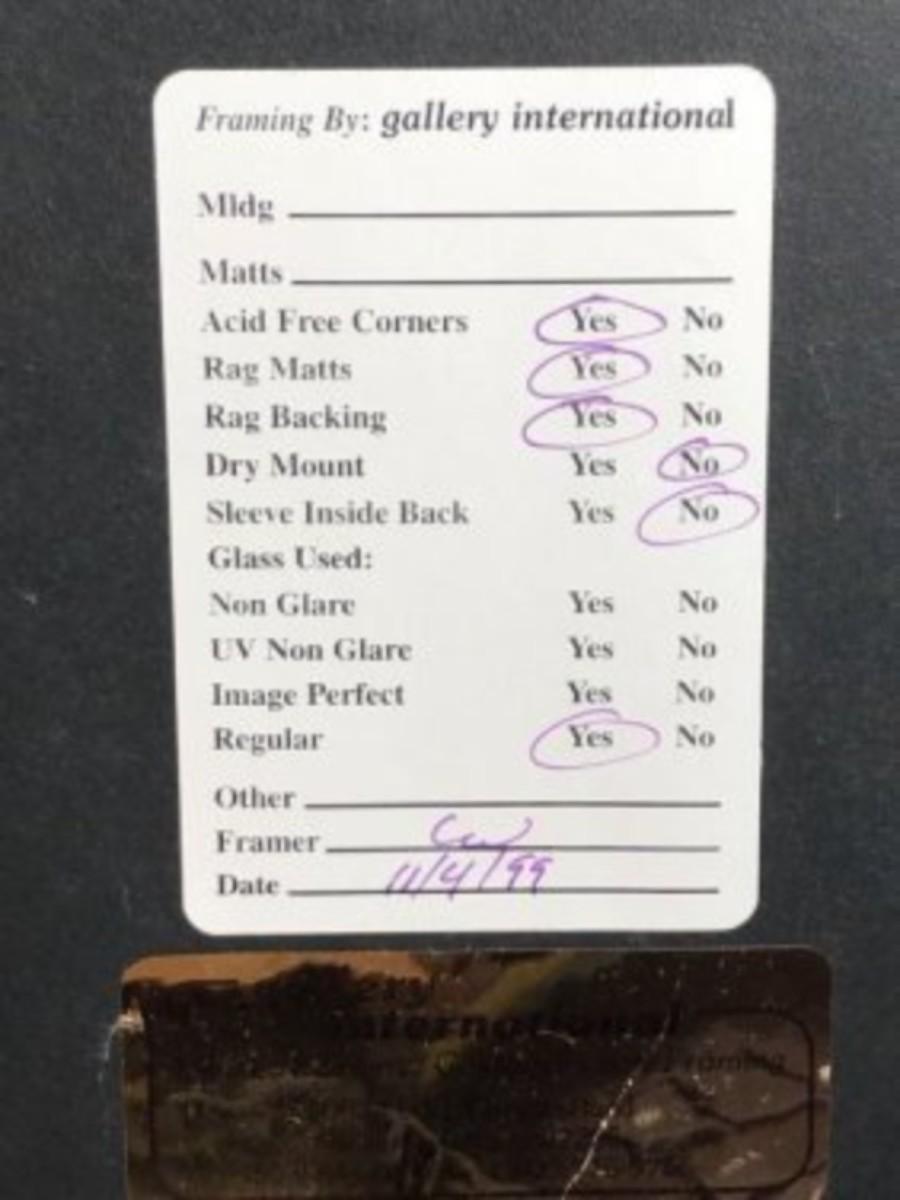 Framing By: gallery international
Mldg
Matts
Acid Free Corners Yes No
Rag Matts Yes No
Rag Backing Yes No
Dry Mount Yes No
Sleeve Inside Back Yes No
Glass Used:
Non Glare Yes No
UV Non Glare Yes No
Image Perfect Yes No
Regular Yes No
Other
Framer
Date 11/4/99
international
Framing